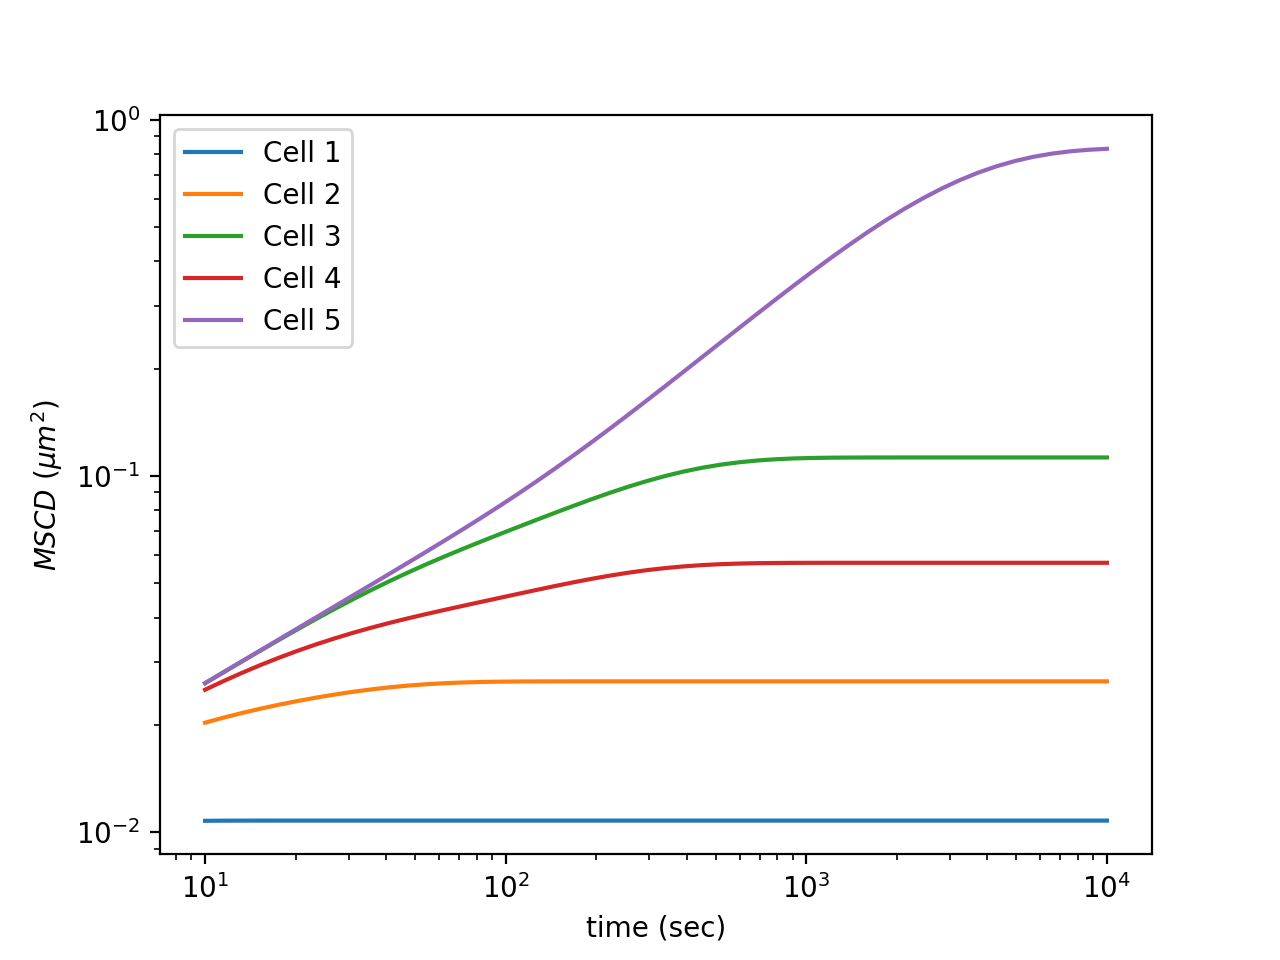 10⁰
10⁻¹
10⁻²
MSCD (μm²)
Cell 1
Cell 2
Cell 3
Cell 4
Cell 5
10¹ 10² 10³ 10⁴
time (sec)